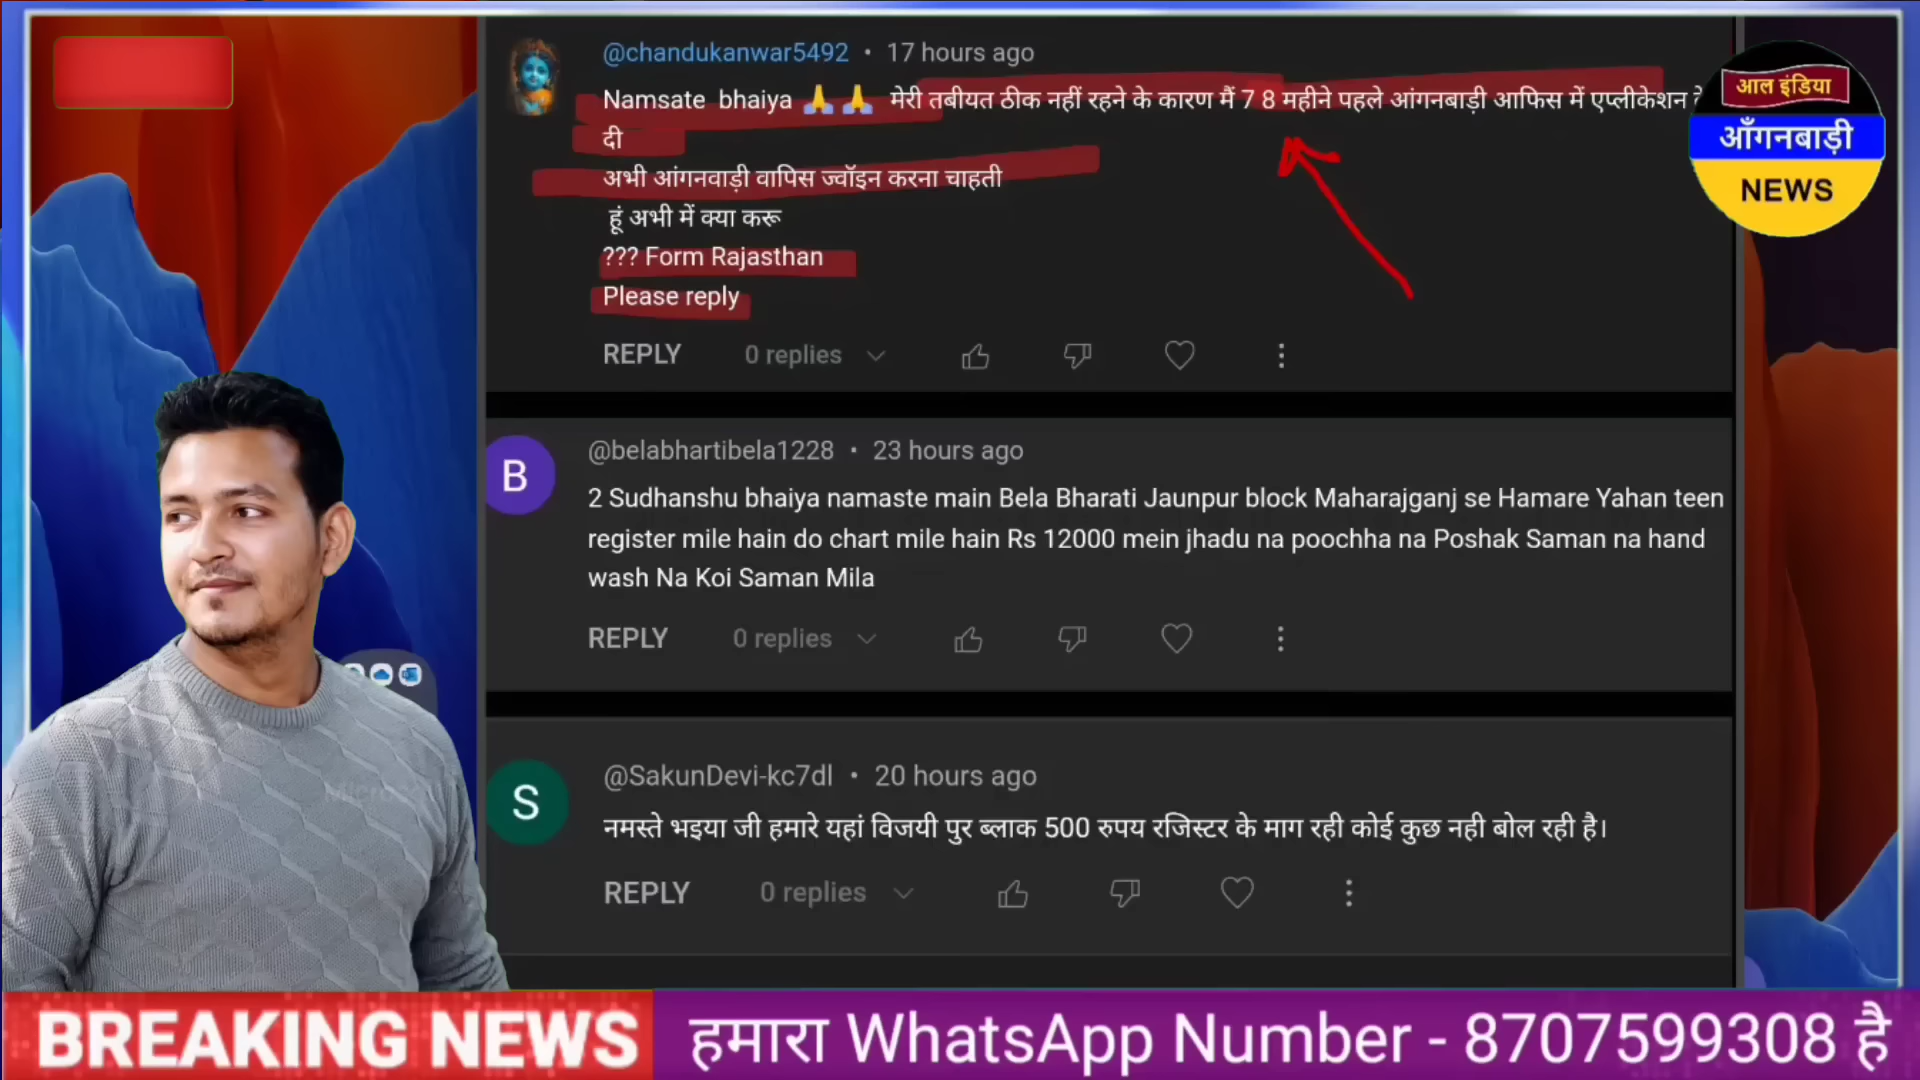 @chandukanwar5492 • 17 hours ago
Namsate bhaiya 🙏 🙏 मेरी तबीयत ठीक नहीं रहने के कारण मैं 7 8 महीने पहले आंगनबाड़ी आफिस में एप्लीकेशन
दी
अभी आंगनवाड़ी वापिस ज्वॉइन करना चाहती
हूं अभी में क्या करू
??? Form Rajasthan
Please reply
REPLY 0 replies
आल इंडिया
आँगनबाड़ी
NEWS
B
@belabhartibela1228 • 23 hours ago
2 Sudhanshu bhaiya namaste main Bela Bharati Jaunpur block Maharajganj se Hamare Yahan teen
register mile hain do chart mile hain Rs 12000 mein jhadu na poochha na Poshak Saman na hand
wash Na Koi Saman Mila
REPLY 0 replies
S
@SakunDevi-kc7dl • 20 hours ago
नमस्ते भइया जी हमारे यहां विजयी पुर ब्लाक 500 रुपय रजिस्टर के माग रही कोई कुछ नही बोल रही है।
REPLY 0 replies
BREAKING NEWS
हमारा WhatsApp Number - 8707599308 है